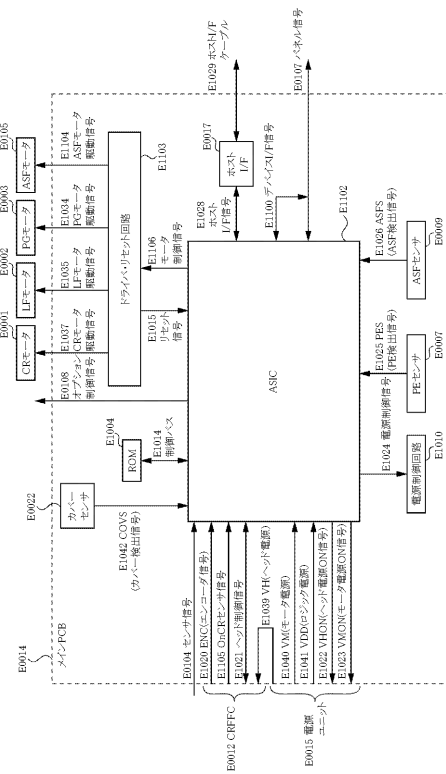 E0014
メインPCB
E0022
カバー
センサ
E1042 COVS
(カバー検出信号)
E1004
ROM
E1014
制御バス
E0108
オプション
制御信号
E0001
CRモータ
E1037
CRモータ
駆動信号
E0002
LFモータ
E1035
LFモータ
駆動信号
E0003
PGモータ
E1034
PGモータ
駆動信号
E0105
ASFモータ
E1104
ASFモータ
駆動信号
ドライバ・リセット回路
E1103
E1015
リセット
信号
E1106
モータ
制御信号
E1028
ホスト
I/F信号
E0017
ホスト
I/F
E1029 ホストI/F
ケーブル
E1100 デバイスI/F信号
E0107 パネル信号
E1102
ASIC
E0104 センサ信号
E1020 ENC(エンコーダ信号)
E1105 OnCRセンサ信号
E1021 ヘッド制御信号
E0012 CRFFC
E1039 VH(ヘッド電源)
E1040 VM(モータ電源)
E1041 VDD(ロジック電源)
E1022 VHON(ヘッド電源ON信号)
E1023 VMON(モータ電源ON信号)
E0015 電源
ユニット
E1024 電源制御信号
電源制御回路
E1010
E1025 PES
(PE検出信号)
PEセンサ
E0007
E1026 ASFS
(ASF検出信号)
ASFセンサ
E0009